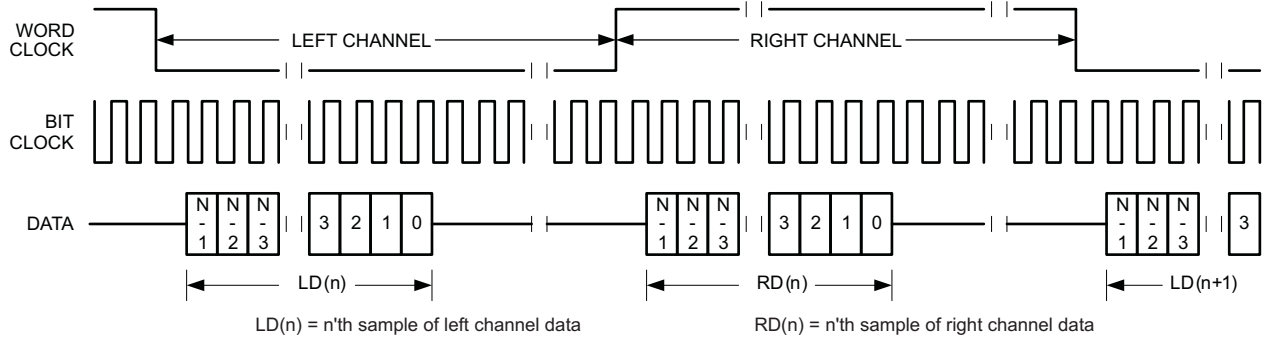 WORD
CLOCK
LEFT CHANNEL
RIGHT CHANNEL
BIT
CLOCK
DATA
N
-
1
N
-
2
N
-
3
3
2
1
0
N
-
1
N
-
2
N
-
3
3
2
1
0
N
-
1
N
-
2
N
-
3
3
LD(n)
RD(n)
LD(n+1)
LD(n) = n'th sample of left channel data
RD(n) = n'th sample of right channel data